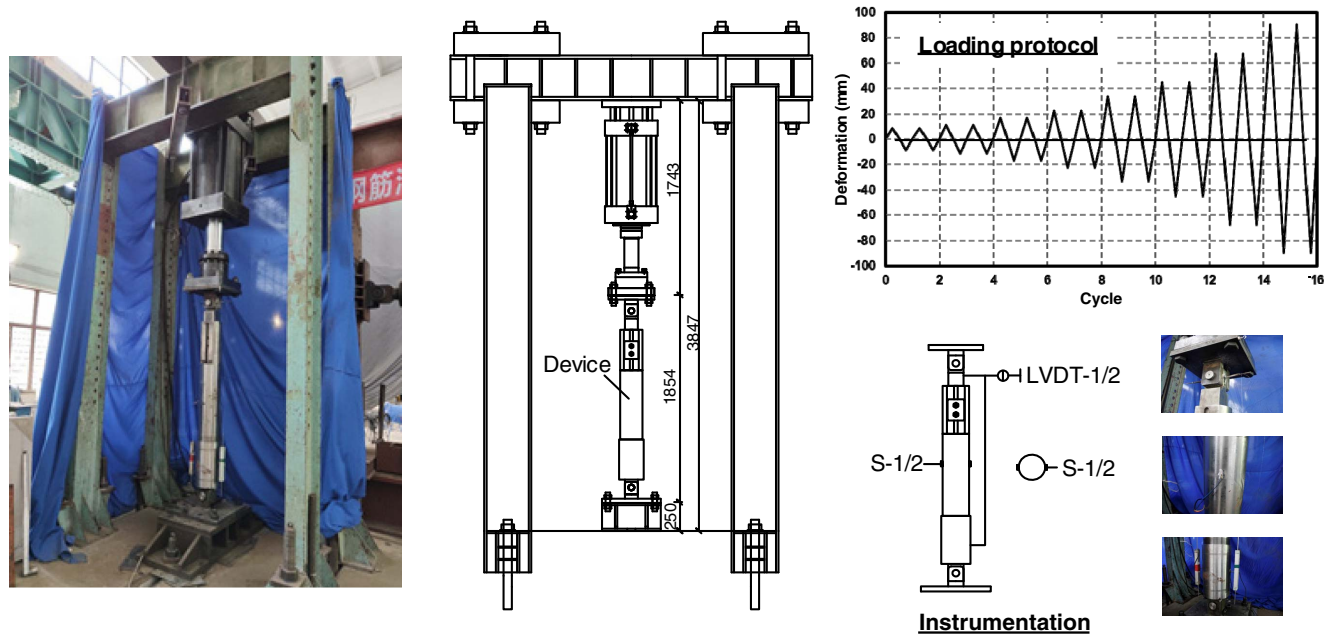 钢筋
Device
1743
3847
1854
250
Loading protocol
Deformation (mm)
100
80
60
40
20
0
-20
-40
-60
-80
-100
0 2 4 6 8 10 12 14 16
Cycle
LVDT-1/2
S-1/2
S-1/2
Instrumentation